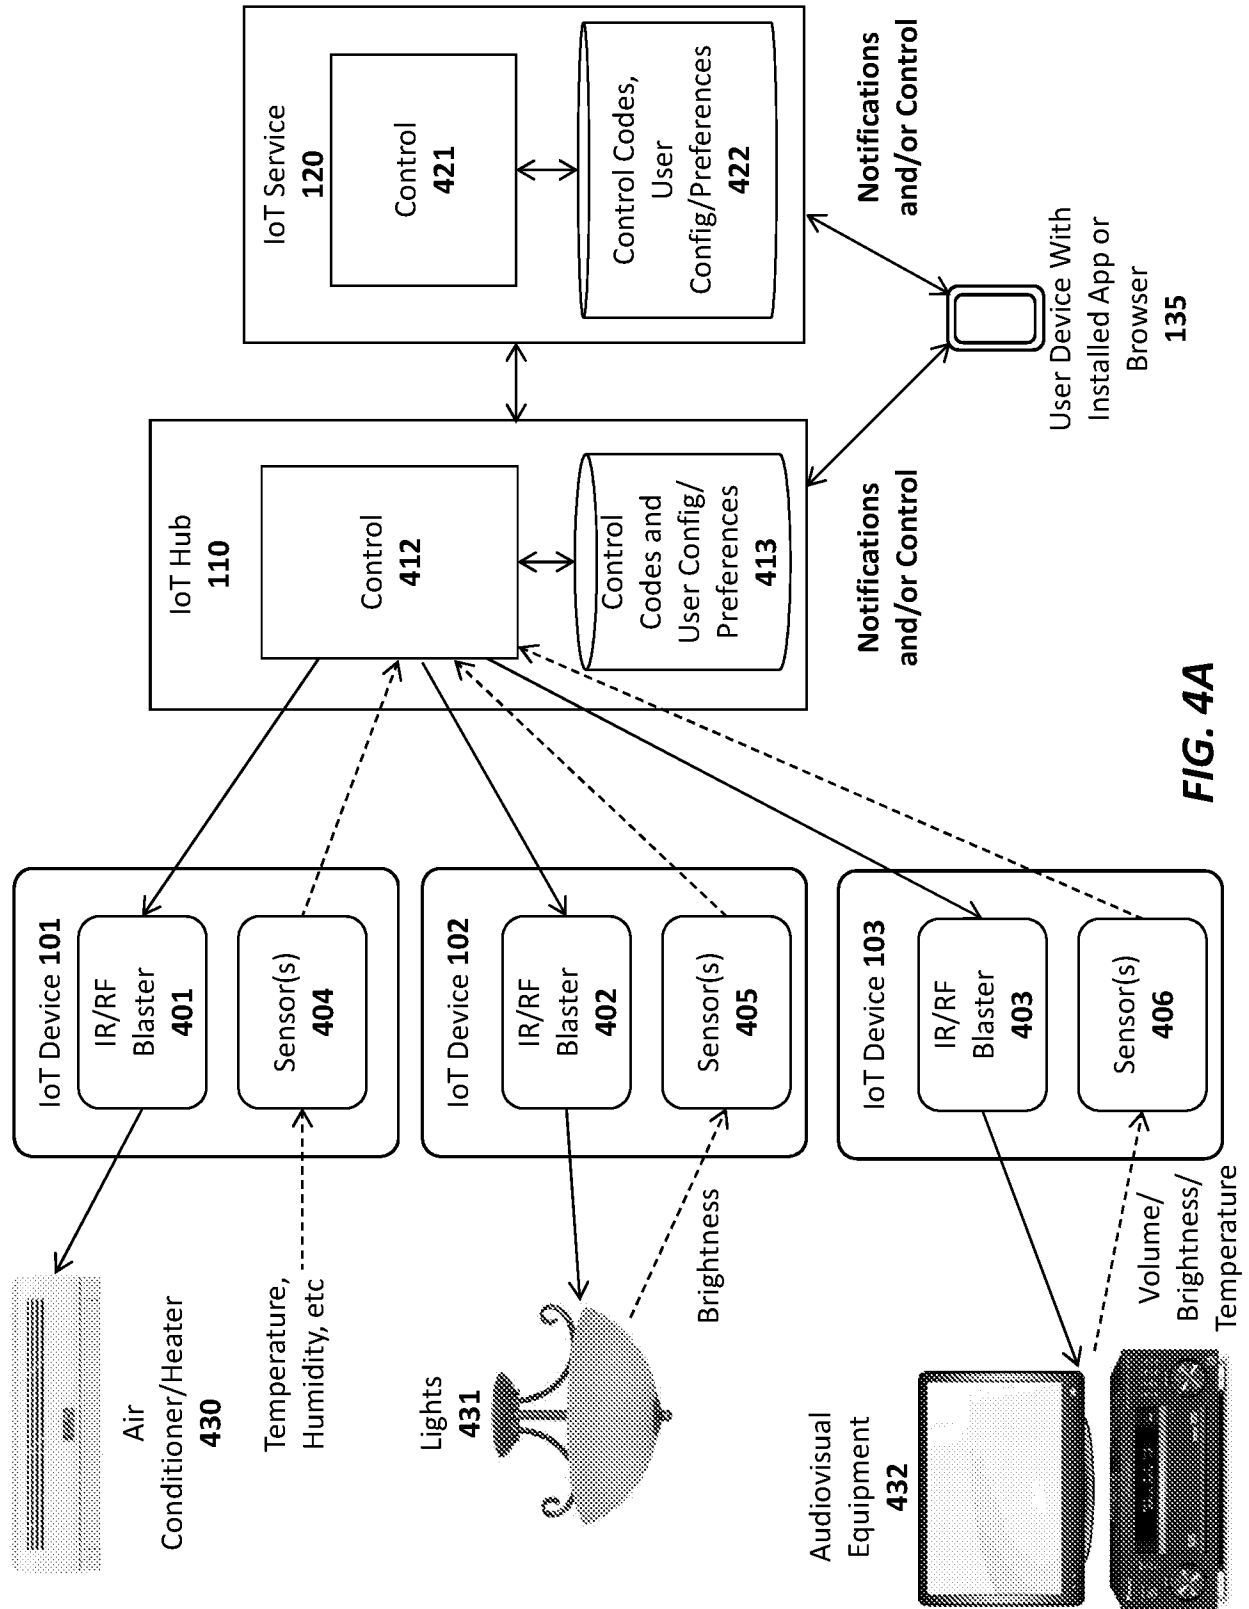 Air
Conditioner/Heater
430
Temperature,
Humidity, etc
Lights
431
Brightness
Audiovisual
Equipment
432
Volume/
Brightness/
Temperature
IoT Device 101
IR/RF
Blaster
401
Sensor(s)
404
IoT Device 102
IR/RF
Blaster
402
Sensor(s)
405
IoT Device 103
IR/RF
Blaster
403
Sensor(s)
406
IoT Hub
110
Control
412
Control
Codes and
User Config/
Preferences
413
Notifications
and/or Control
IoT Service
120
Control
421
Control Codes,
User
Config/Preferences
422
Notifications
and/or Control
User Device With
Installed App or
Browser
135
FIG. 4A